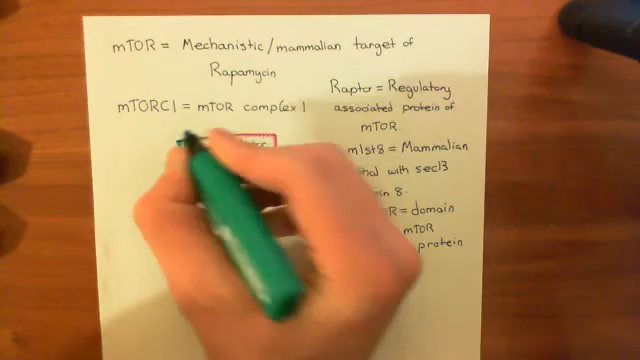 mTOR = Mechanistic/mammalian target of
Rapamycin
mTORC1 = mTOR complex 1
Raptor = Regulatory
associated protein of
mTOR.
mlst8 = Mammalian
with sec13
8.
= domain
mTOR
protein